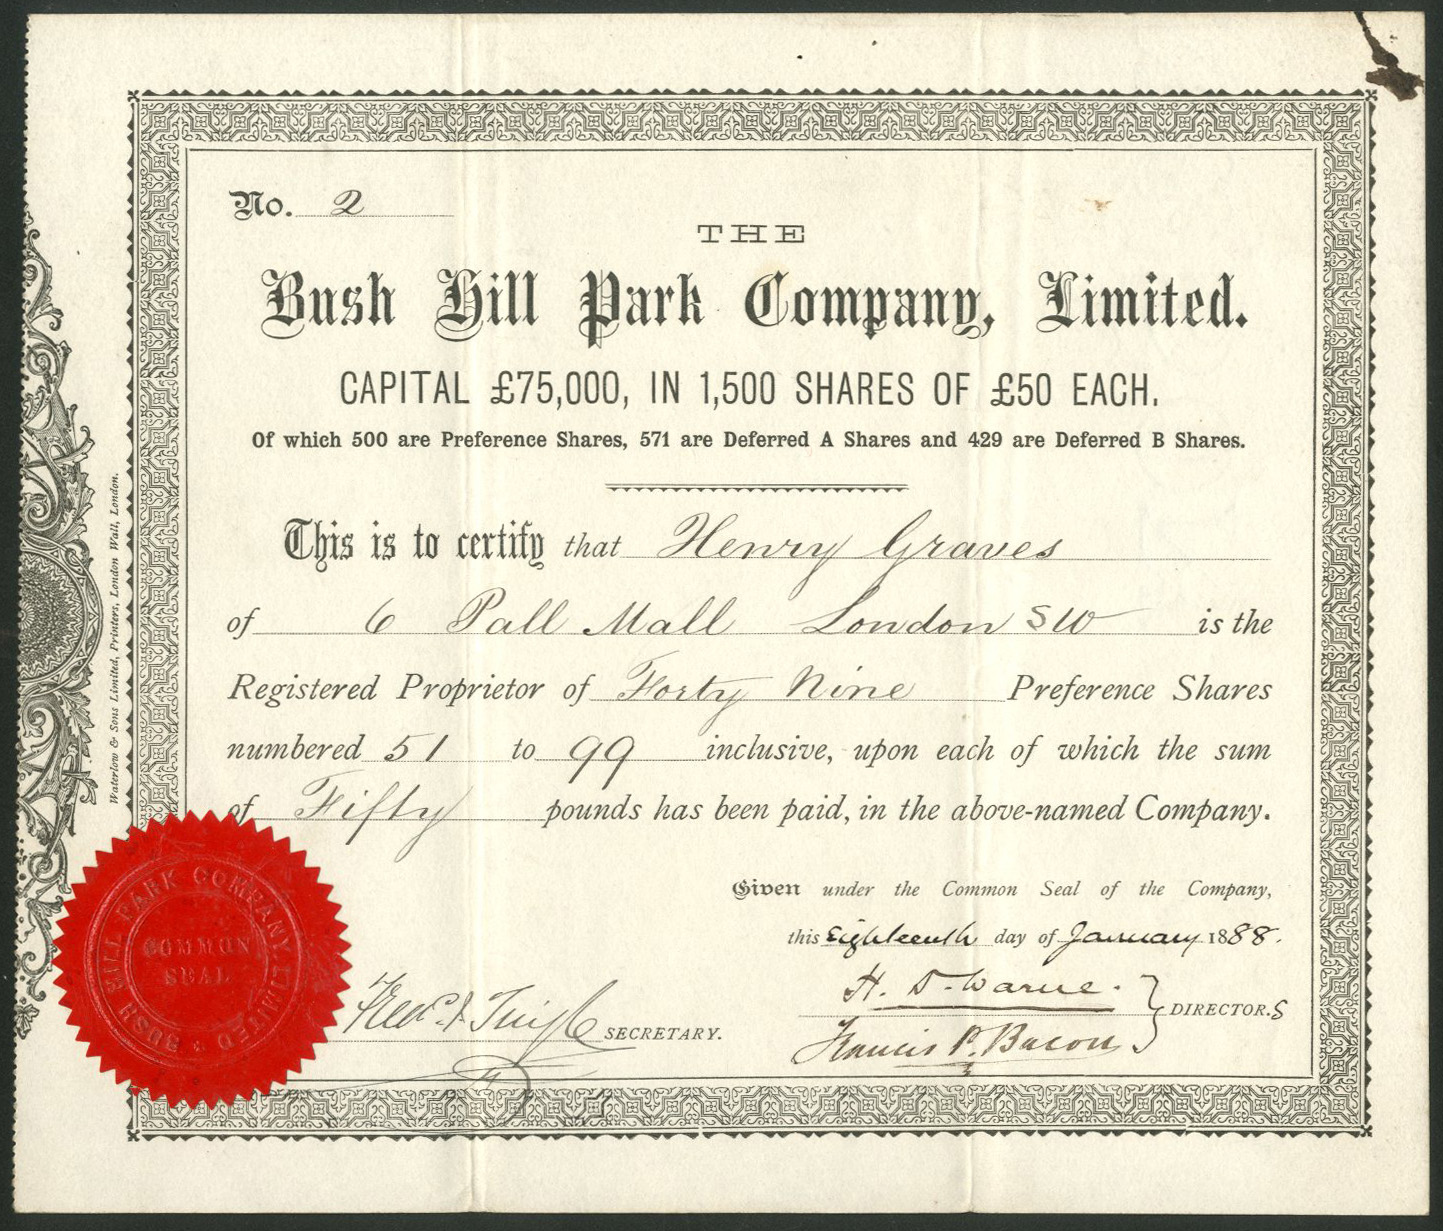 No. 2
THE
Bush Hill Park Company, Limited.
CAPITAL £75,000, IN 1,500 SHARES OF £50 EACH.
Of which 500 are Preference Shares, 571 are Deferred A Shares and 429 are Deferred B Shares.
This is to certify that Henry Graves
of 6 Pall Mall London SW is the
Registered Proprietor of Forty Nine Preference Shares
numbered 51 to 99 inclusive, upon each of which the sum
of Fifty pounds has been paid, in the above-named Company.
Given under the Common Seal of the Company,
this Eighteenth day of January 1888.
H. D. Warne.
DIRECTORS
Francis P. Bacon
SECRETARY.
BUSH HILL PARK COMPANY, LIMITED
COMMON
SEAL
Waterlow & Sons Limited, Printers, London Wall, London.